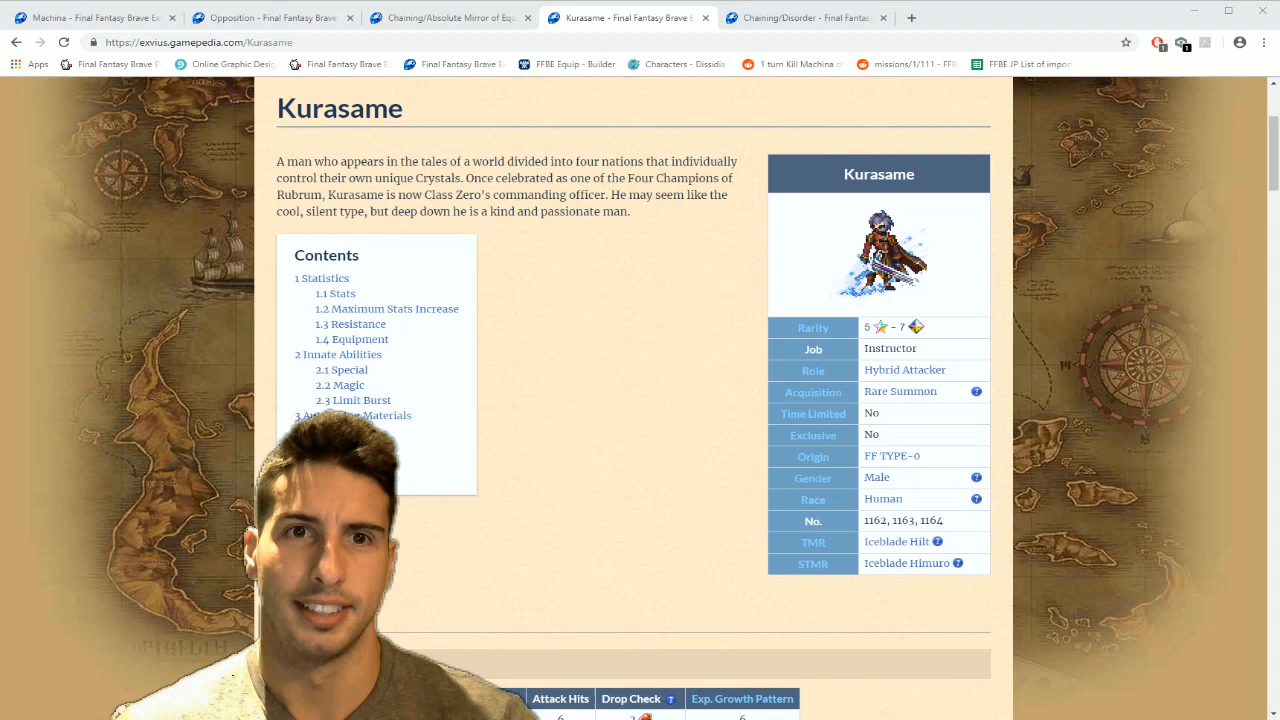 Machina - Final Fantasy Brave Ex
Opposition - Final Fantasy Brave
Chaining/Absolute Mirror of Equ
Kurasame - Final Fantasy Brave E
Chaining/Disorder - Final Fantasy
https://exvius.gamepedia.com/Kurasame
Apps
Final Fantasy Brave E
Online Graphic Desig
Final Fantasy Brave E
Final Fantasy Brave E
FFBE Equip - Builder
Characters - Dissidia
1 turn Kill Machina o
missions/1/111 - FFB
FFBE JP List of impor
Kurasame
A man who appears in the tales of a world divided into four nations that individually
control their own unique Crystals. Once celebrated as one of the Four Champions of
Rubrum, Kurasame is now Class Zero's commanding officer. He may seem like the
cool, silent type, but deep down he is a kind and passionate man.
Contents
1 Statistics
1.1 Stats
1.2 Maximum Stats Increase
1.3 Resistance
1.4 Equipment
2 Innate Abilities
2.1 Special
2.2 Magic
2.3 Limit Burst
3 Materials
Kurasame
Rarity 5 - 7
Job Instructor
Role Hybrid Attacker
Acquisition Rare Summon
Time Limited No
Exclusive No
Origin FF TYPE-0
Gender Male
Race Human
No. 1162, 1163, 1164
TMR Iceblade Hilt
STMR Iceblade Himuro
Attack Hits Drop Check Exp. Growth Pattern